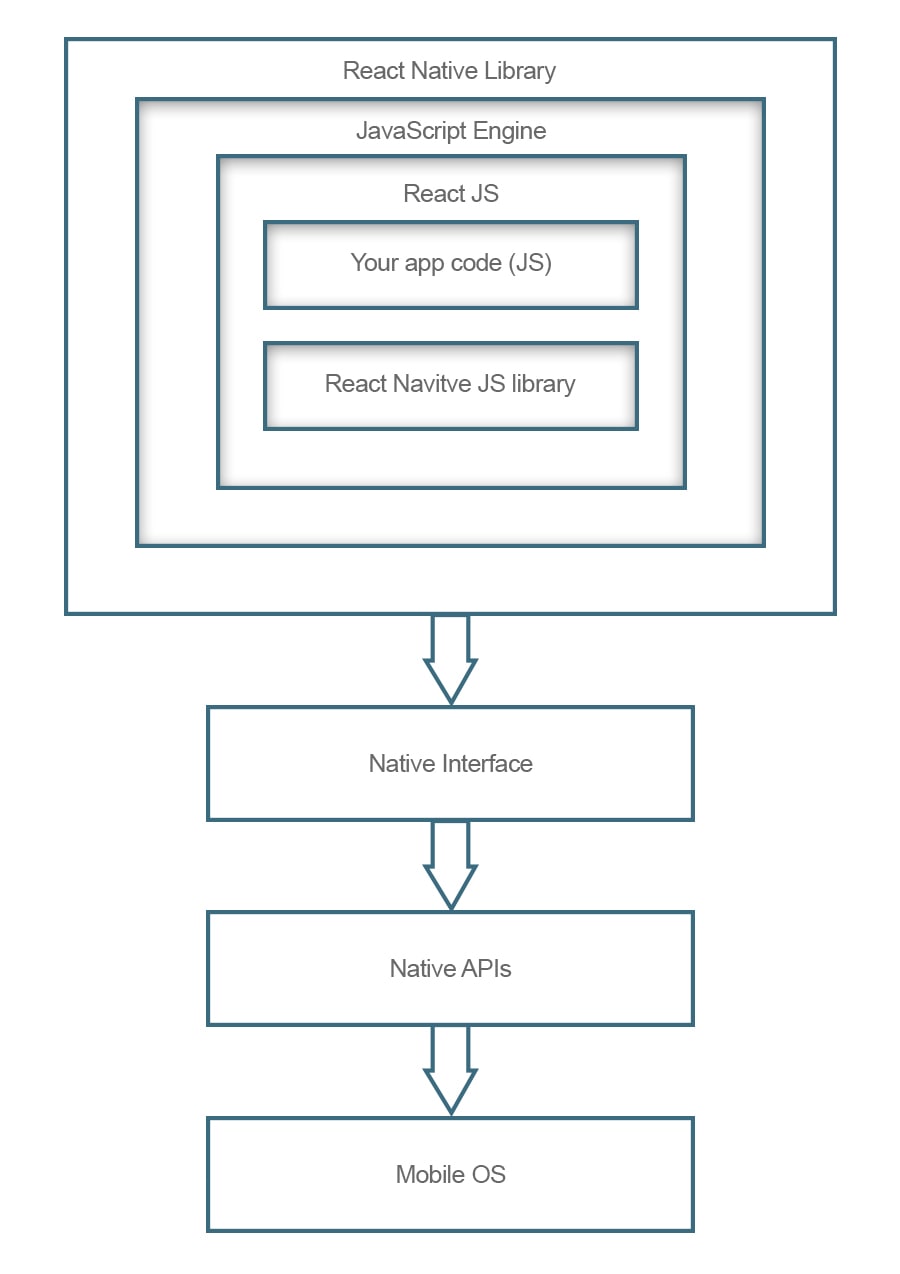 React Native Library
JavaScript Engine
React JS
Your app code (JS)
React Navitve JS library
Native Interface
Native APIs
Mobile OS